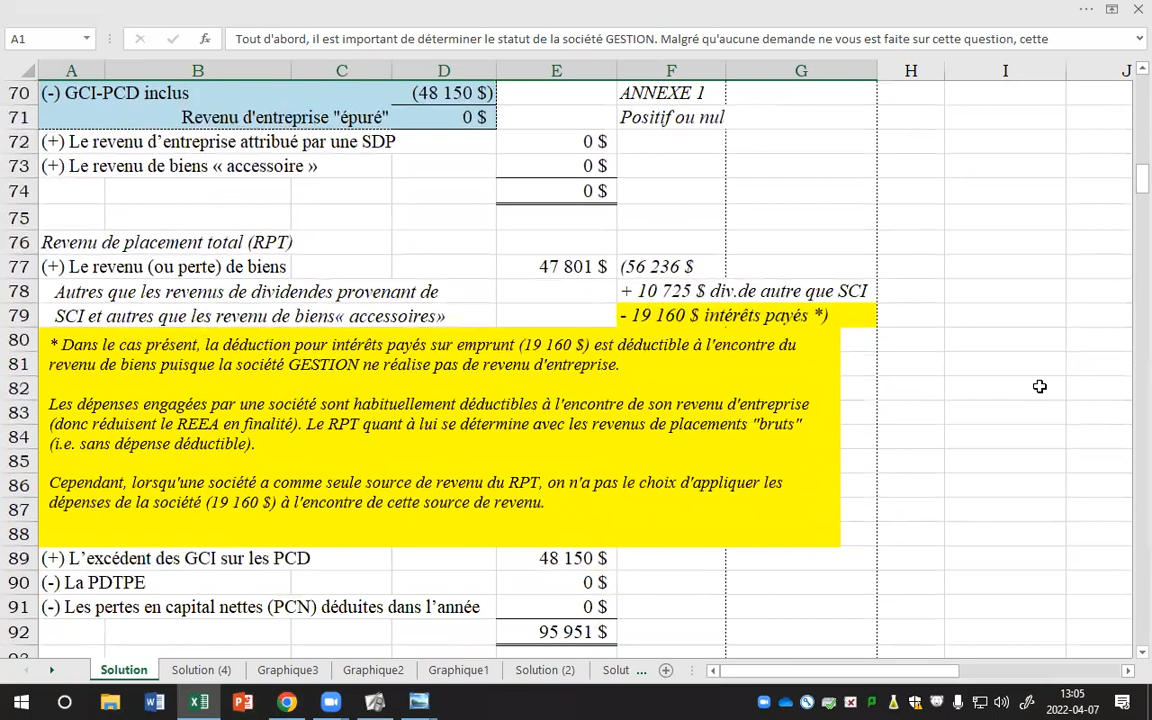 A1
fx
Tout d'abord, il est important de déterminer le statut de la société GESTION. Malgré qu'aucune demande ne vous est faite sur cette question, cette
A B C D E F G H I J
70 (-) GCI-PCD inclus (48 150 $) ANNEXE 1
71 Revenu d'entreprise "épuré" 0 $ Positif ou nul
72 (+) Le revenu d’entreprise attribué par une SDP 0 $
73 (+) Le revenu de biens « accessoire » 0 $
74 0 $
75
76 Revenu de placement total (RPT)
77 (+) Le revenu (ou perte) de biens 47 801 $ (56 236 $
78 Autres que les revenus de dividendes provenant de + 10 725 $ div.de autre que SCI
79 SCI et autres que les revenus de biens« accessoires» - 19 160 $ intérêts payés *)
80 * Dans le cas présent, la déduction pour intérêts payés sur emprunt (19 160 $) est déductible à l'encontre du
81 revenu de biens puisque la société GESTION ne réalise pas de revenu d'entreprise.
82
83 Les dépenses engagées par une société sont habituellement déductibles à l'encontre de son revenu d'entreprise
84 (donc réduisent le REEA en finalité). Le RPT quant à lui se détermine avec les revenus de placements "bruts"
85 (i.e. sans dépense déductible).
86 Cependant, lorsqu'une société a comme seule source de revenu du RPT, on n'a pas le choix d'appliquer les
87 dépenses de la société (19 160 $) à l'encontre de cette source de revenu.
88
89 (+) L’excédent des GCI sur les PCD 48 150 $
90 (-) La PDTPE 0 $
91 (-) Les pertes en capital nettes (PCN) déduites dans l’année 0 $
92 95 951 $
Solution Solution (4) Graphique3 Graphique2 Graphique1 Solution (2) Solut ...
13:05
2022-04-07